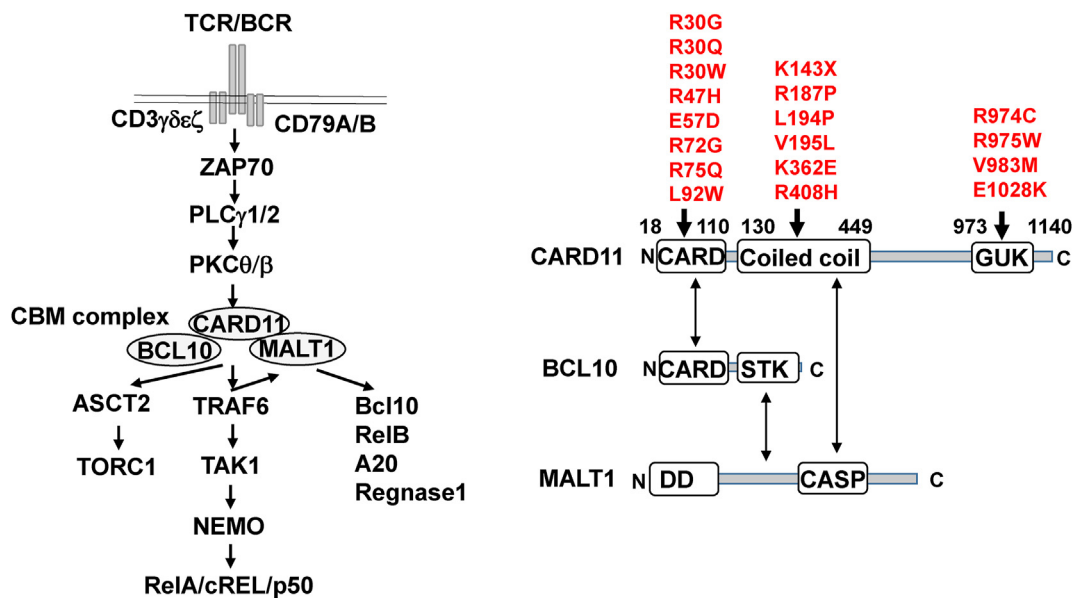 TCR/BCR
CD3γδεζ
CD79A/B
ZAP70
PLCγ1/2
PKCθ/β
CBM complex
CARD11
BCL10
MALT1
ASCT2
TRAF6
Bcl10
RelB
A20
Regnase1
TORC1
TAK1
NEMO
RelA/cREL/p50
R30G
R30Q
R30W
R47H
E57D
R72G
R75Q
L92W
K143X
R187P
L194P
V195L
K362E
R408H
R974C
R975W
V983M
E1028K
18 110 130 449 973 1140
CARD11 N CARD Coiled coil GUK C
BCL10 N CARD STK C
MALT1 N DD CASP C